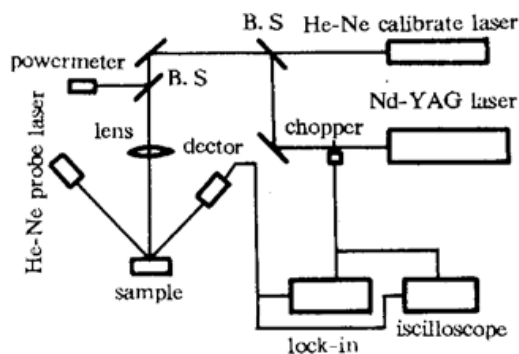 B. S He-Ne calibrate laser
powermeter
B. S
Nd-YAG laser
chopper
lens
dector
He-Ne probe laser
sample
iscilloscope
lock-in